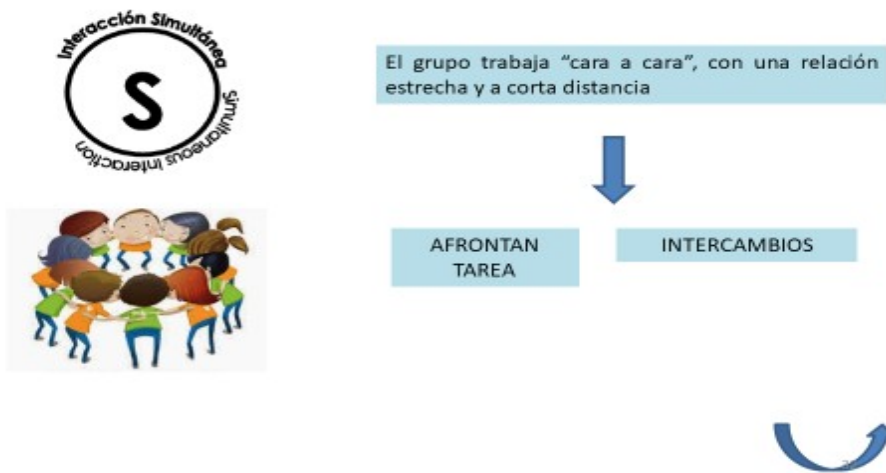 Interacción Simultánea
S
Simultaneous Interaction
El grupo trabaja “cara a cara”, con una relación
estrecha y a corta distancia
AFRONTAN
TAREA
INTERCAMBIOS